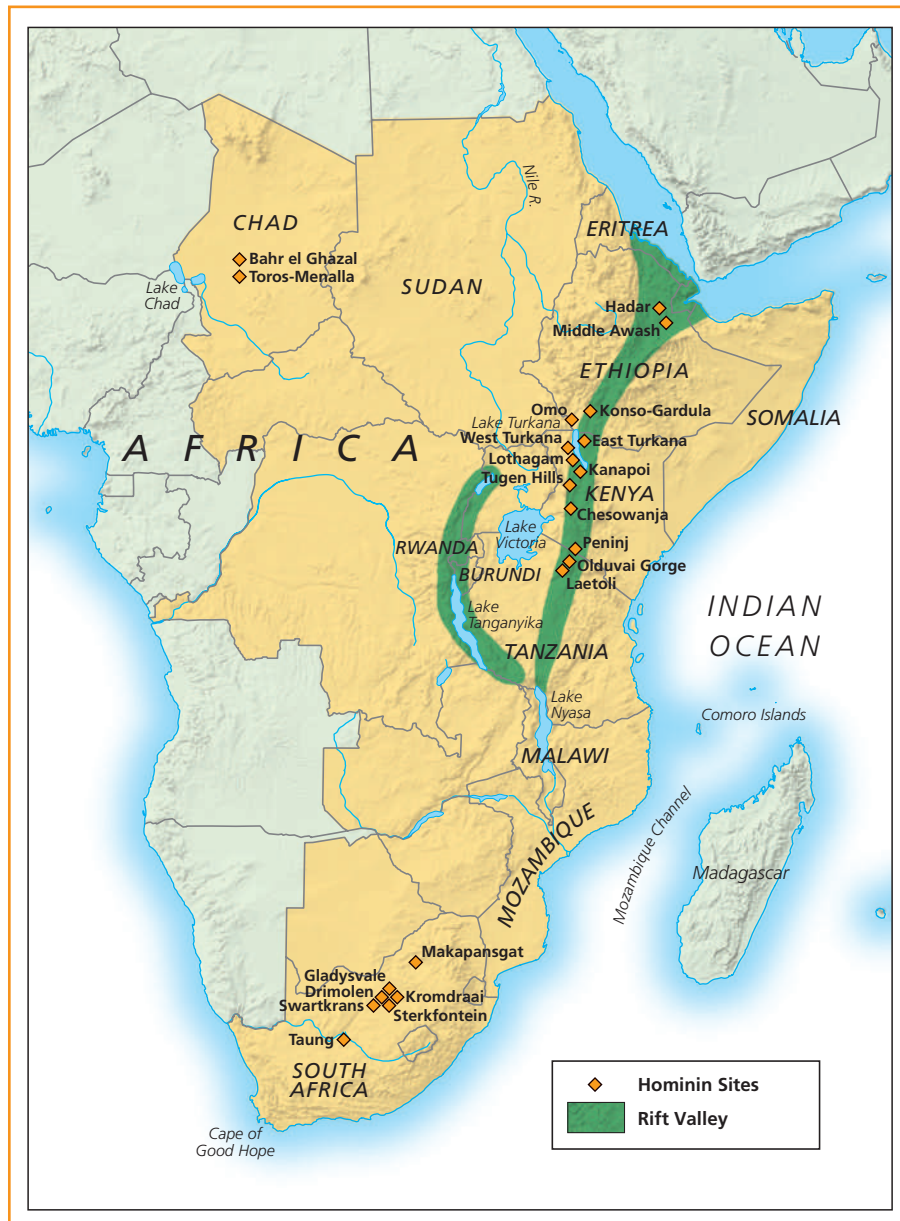 Nile R.
ERITREA
CHAD
Bahr el Ghazal
Toros-Menalla
Lake
Chad
SUDAN
Hadar
Middle Awash
ETHIOPIA
SOMALIA
Omo
Konso-Gardula
Lake Turkana
West Turkana
East Turkana
AFRICA
Lothagam
Kanapoi
Tugen Hills
KENYA
Chesowanja
Lake
Victoria
RWANDA
Peninj
BURUNDI
Olduvai Gorge
Laetoli
Lake
Tanganyika
INDIAN
OCEAN
TANZANIA
Lake
Nyasa
Comoro Islands
MALAWI
MOZAMBIQUE
Mozambique Channel
Madagascar
Makapansgat
Gladysvale
Drimolen
Kromdraai
Swartkrans
Sterkfontein
Taung
SOUTH
AFRICA
Cape of
Good Hope
Hominin Sites
Rift Valley